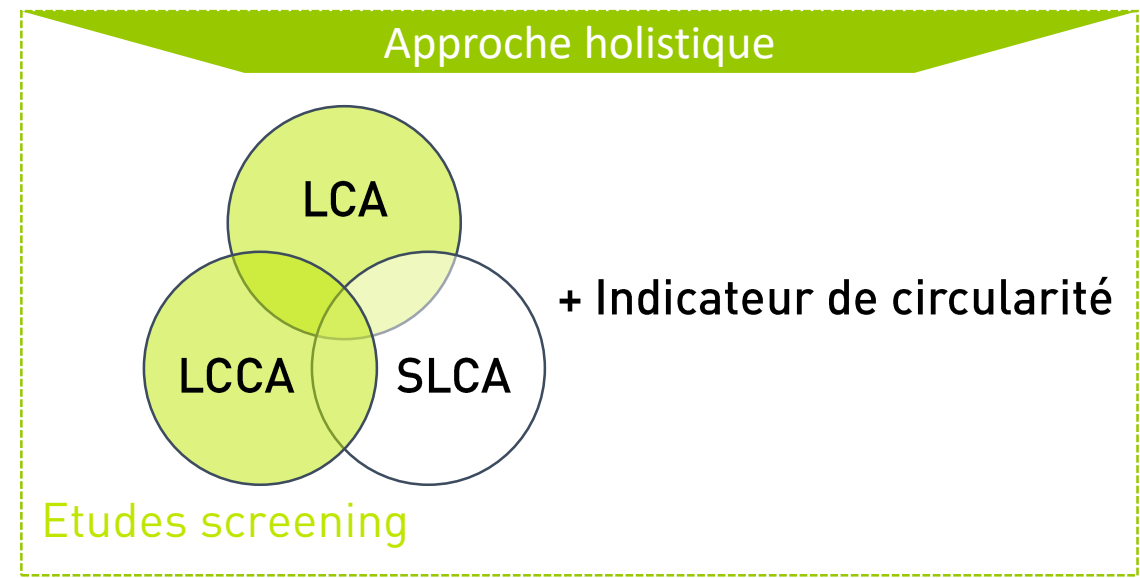 Approche holistique
LCA
+ Indicateur de circularité
LCCA
SLCA
Etudes screening